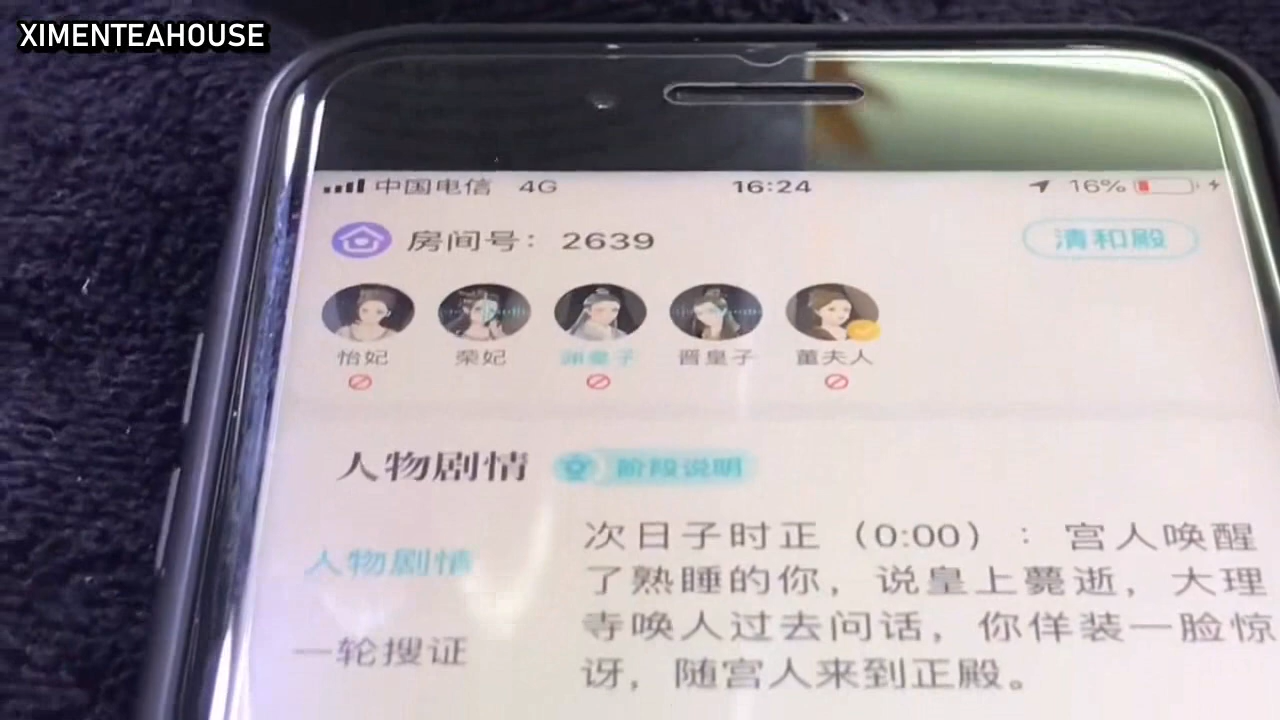 XIMENTEAHOUSE
中国电信 4G 16:24 16%
房间号： 2639 清和殿
怡妃 荣妃 晋皇子 董夫人
人物剧情 阶段说明
人物剧情
一轮搜证
次日子时正（0:00）：宫人唤醒
了熟睡的你，说皇上薨逝，大理
寺唤人过去问话，你佯装一脸惊
讶，随宫人来到正殿。